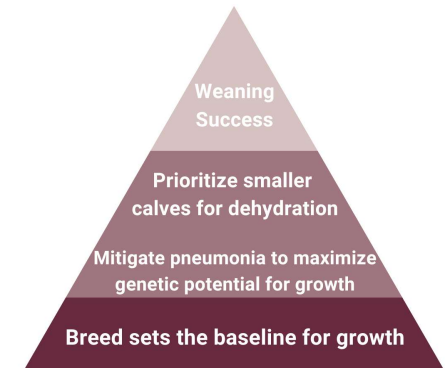 Weaning
Success
Prioritize smaller
calves for dehydration
Mitigate pneumonia to maximize
genetic potential for growth
Breed sets the baseline for growth